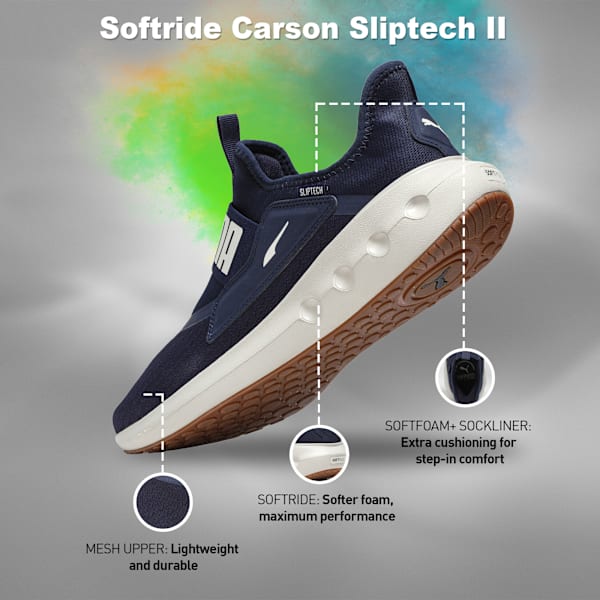 Softride Carson Sliptech II
SLIPTECH
SOFTFOAM+ SOCKLINER:
Extra cushioning for
step-in comfort
SOFTRIDE: Softer foam,
maximum performance
MESH UPPER: Lightweight
and durable